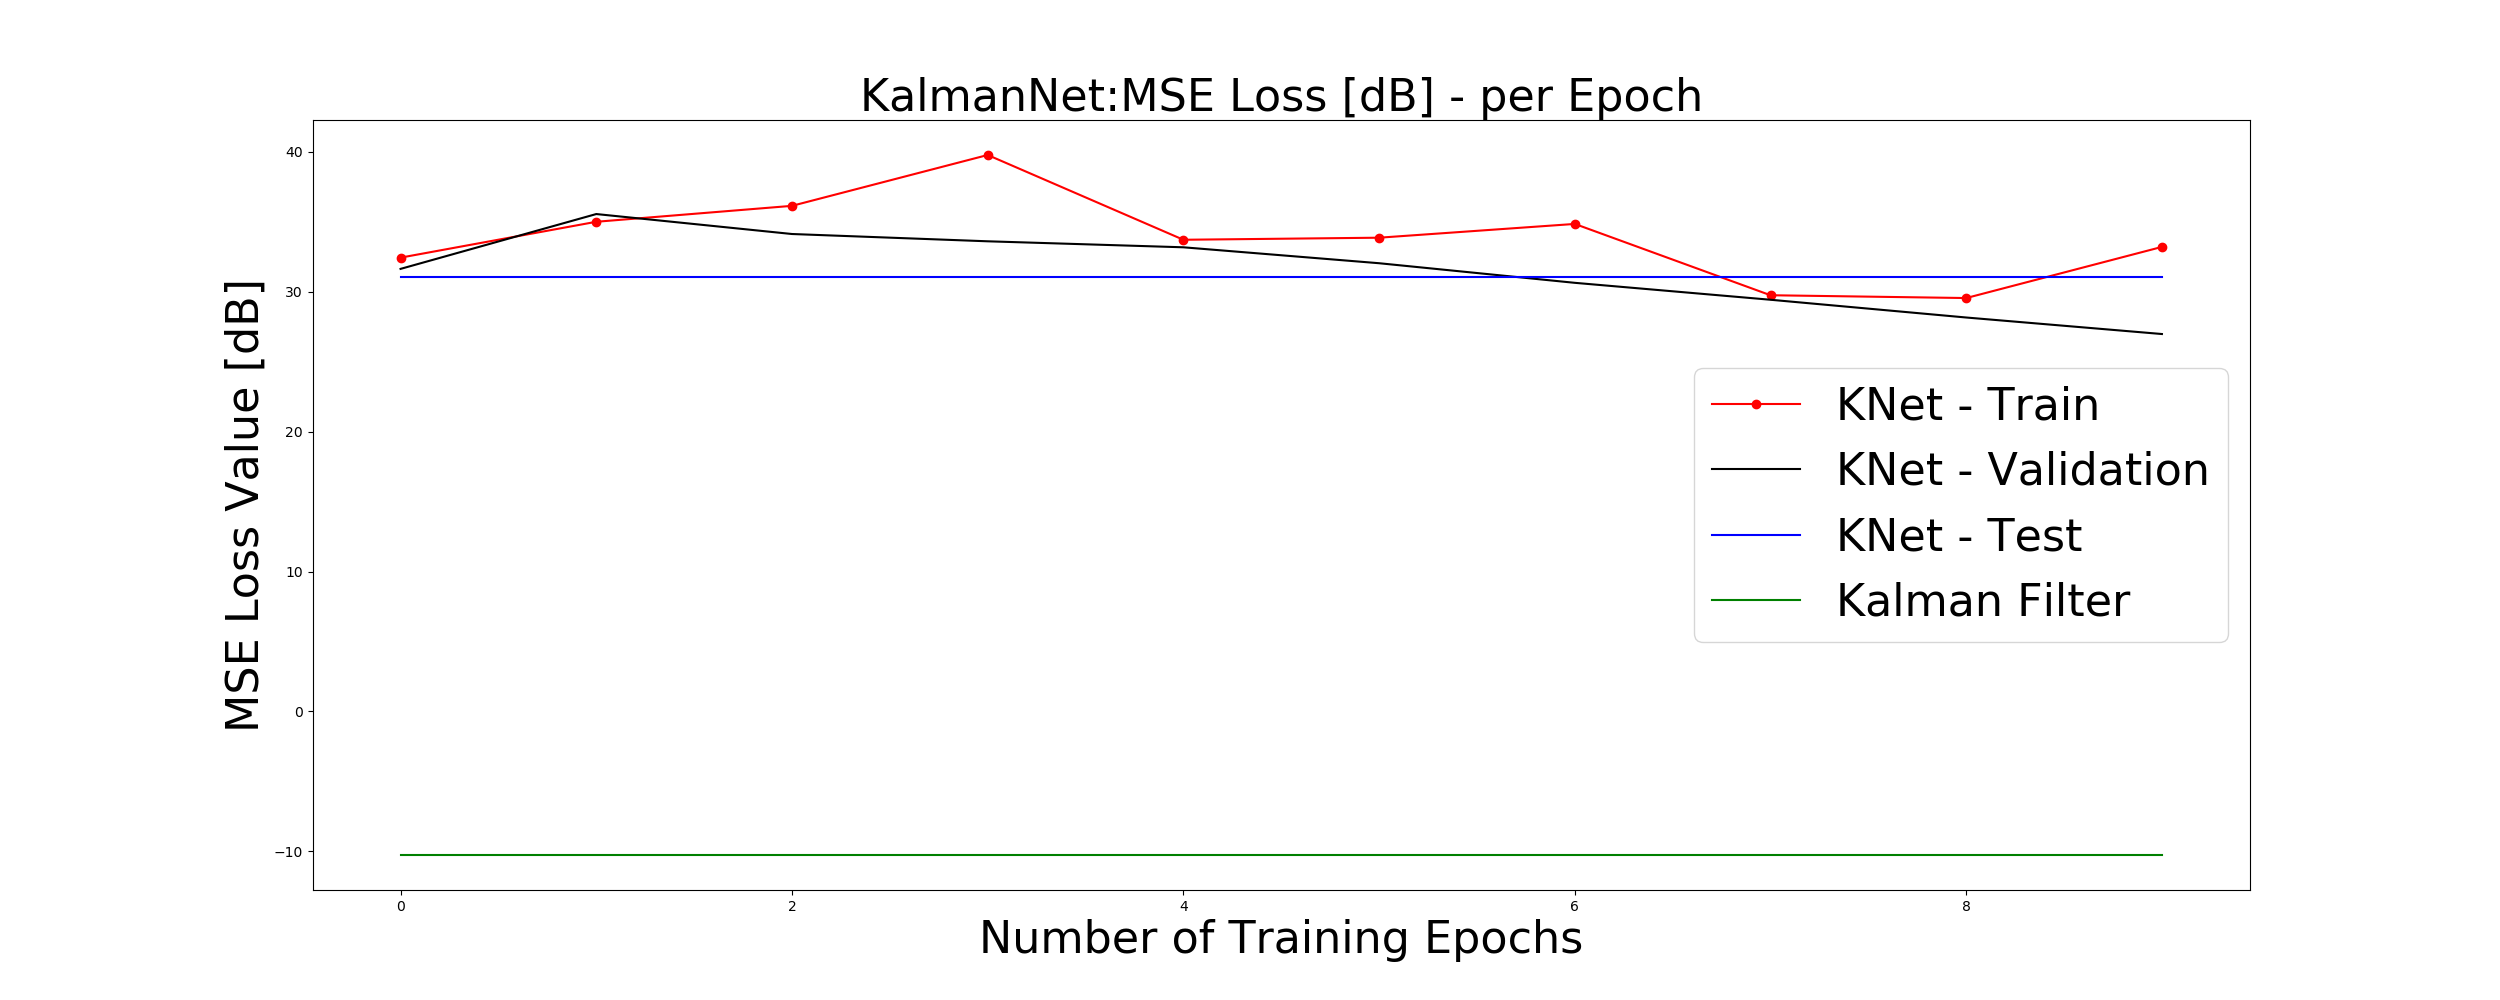 KalmanNet:MSE Loss [dB] - per Epoch
MSE Loss Value [dB]
40
30
20
10
0
−10
KNet - Train
KNet - Validation
KNet - Test
Kalman Filter
0 2 4 6 8
Number of Training Epochs